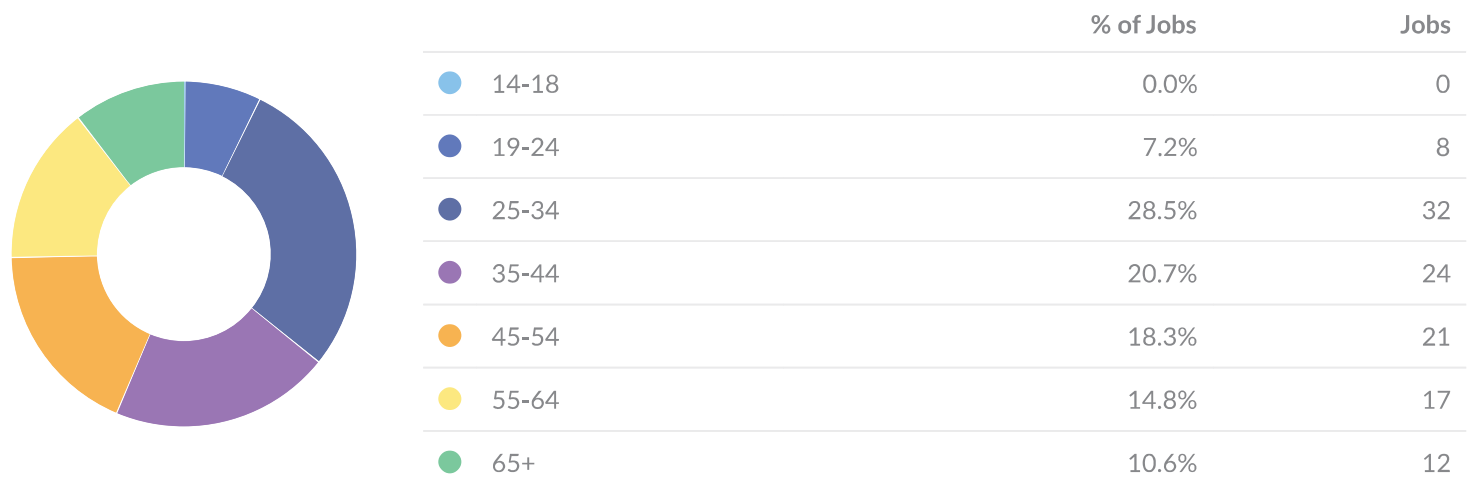 % of Jobs Jobs
14-18 0.0% 0
19-24 7.2% 8
25-34 28.5% 32
35-44 20.7% 24
45-54 18.3% 21
55-64 14.8% 17
65+ 10.6% 12